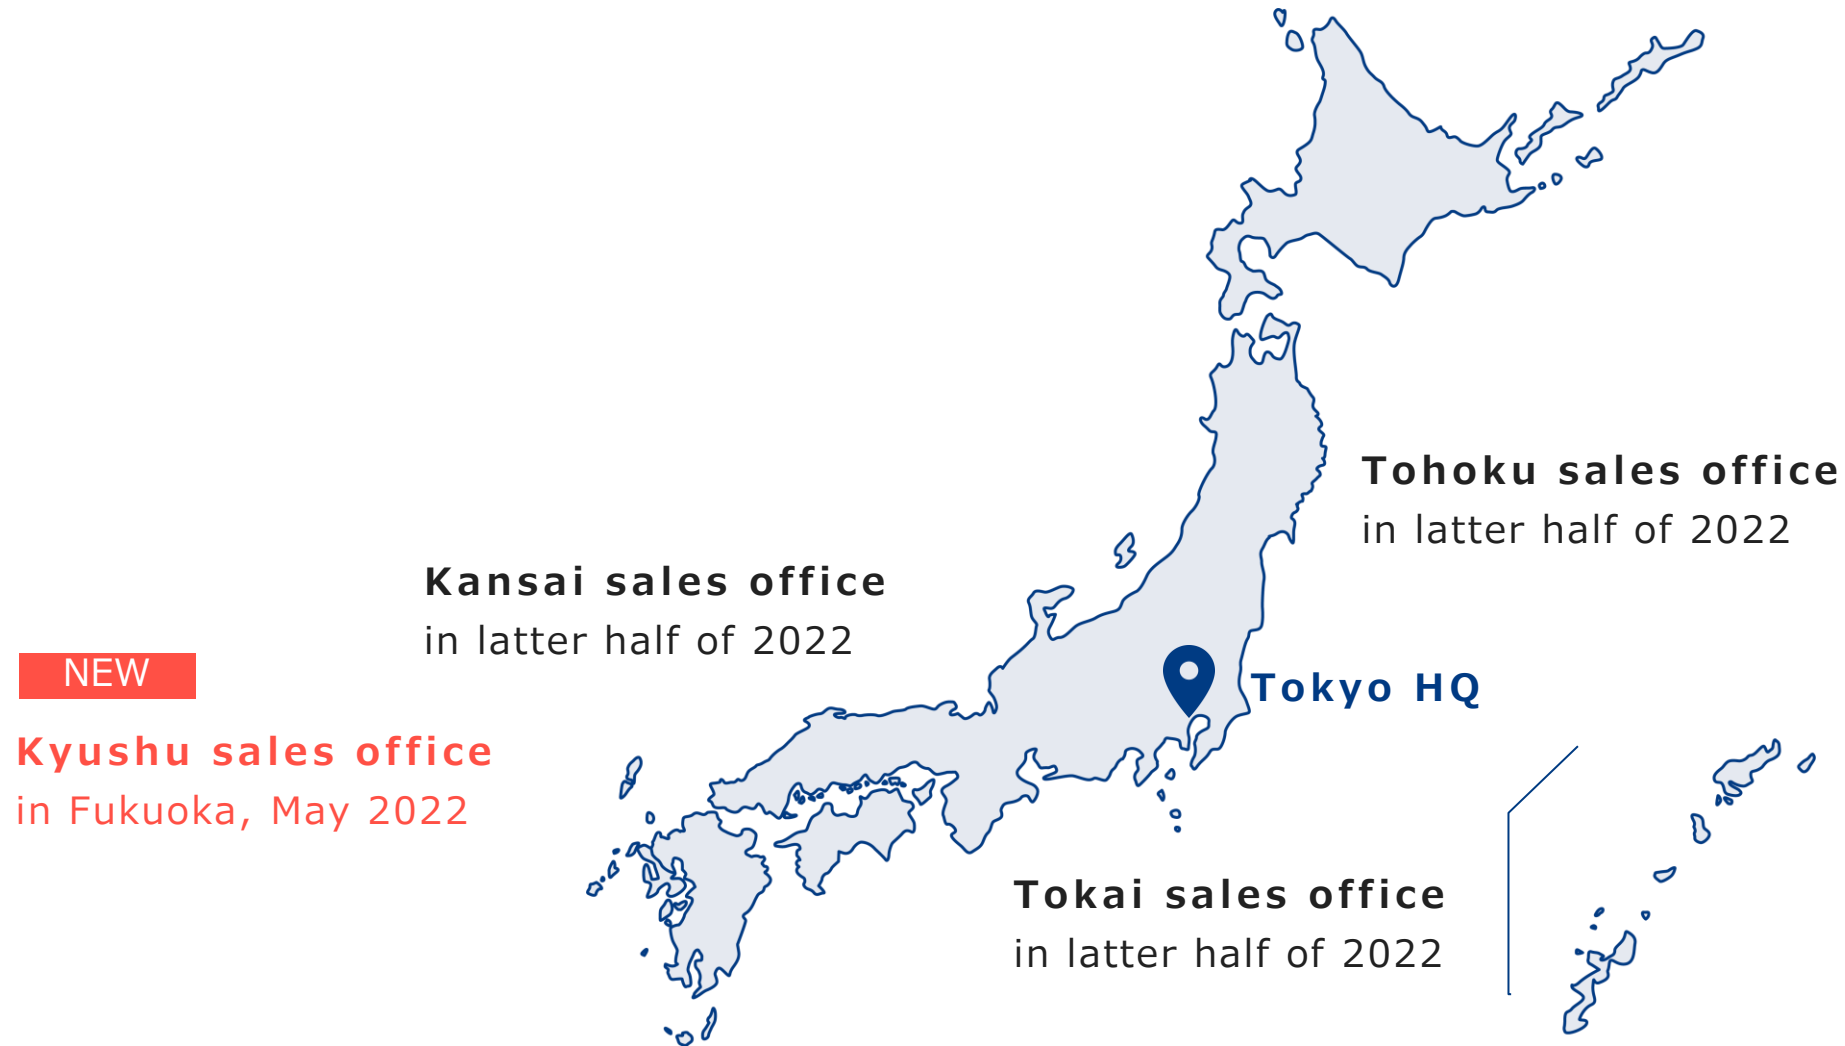 Tohoku sales office
in latter half of 2022
Kansai sales office
in latter half of 2022
NEW
Tokyo HQ
Kyushu sales office
in Fukuoka, May 2022
Tokai sales office
in latter half of 2022